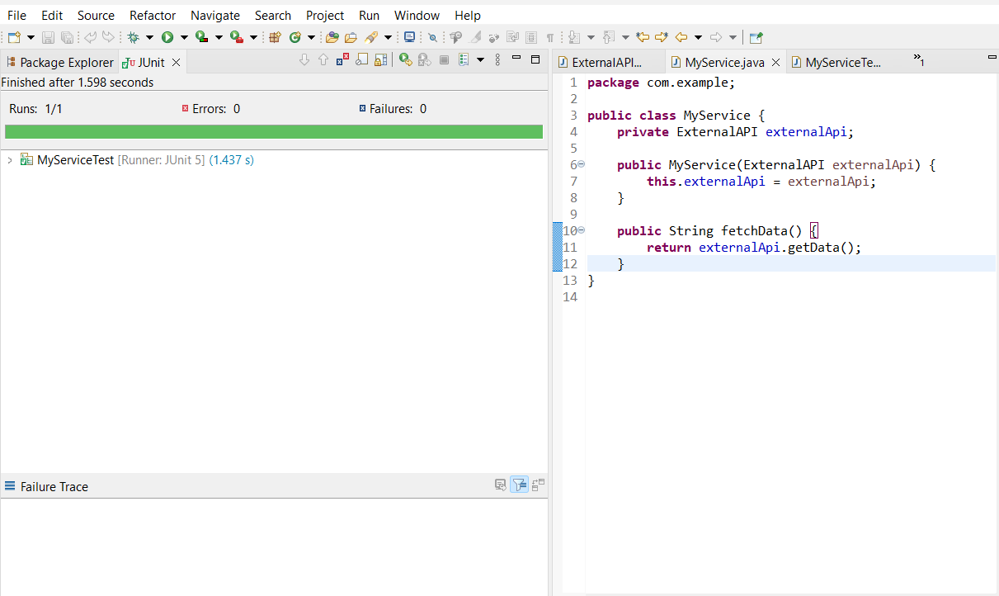 File Edit Source Refactor Navigate Search Project Run Window Help
Package Explorer JUnit
Finished after 1.598 seconds
Runs: 1/1 Errors: 0 Failures: 0
MyServiceTest [Runner: JUnit 5] (1.437 s)
Failure Trace
ExternalAPI... MyService.java MyServiceTe... »1
1 package com.example;
2
3 public class MyService {
4     private ExternalAPI externalApi;
5
6     public MyService(ExternalAPI externalApi) {
7         this.externalApi = externalApi;
8     }
9
10     public String fetchData() {
11         return externalApi.getData();
12     }
13 }
14